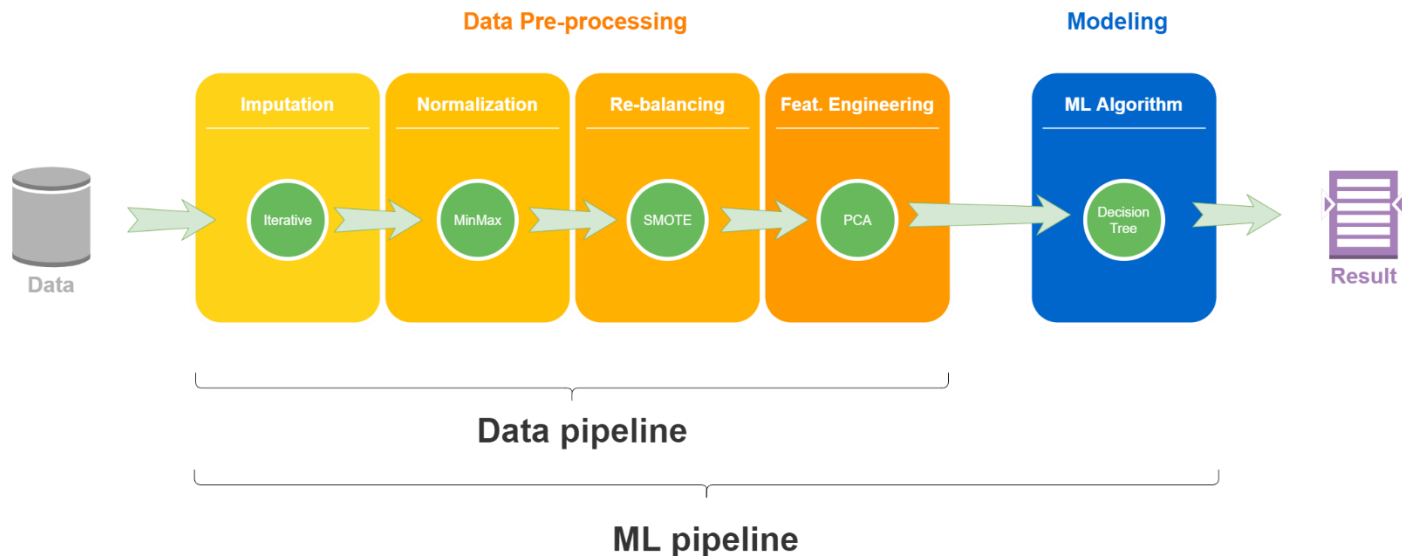 Data Pre-processing
Modeling
Imputation
Normalization
Re-balancing
Feat. Engineering
ML Algorithm
Iterative
MinMax
SMOTE
PCA
Decision
Tree
Data
Result
Data pipeline
ML pipeline